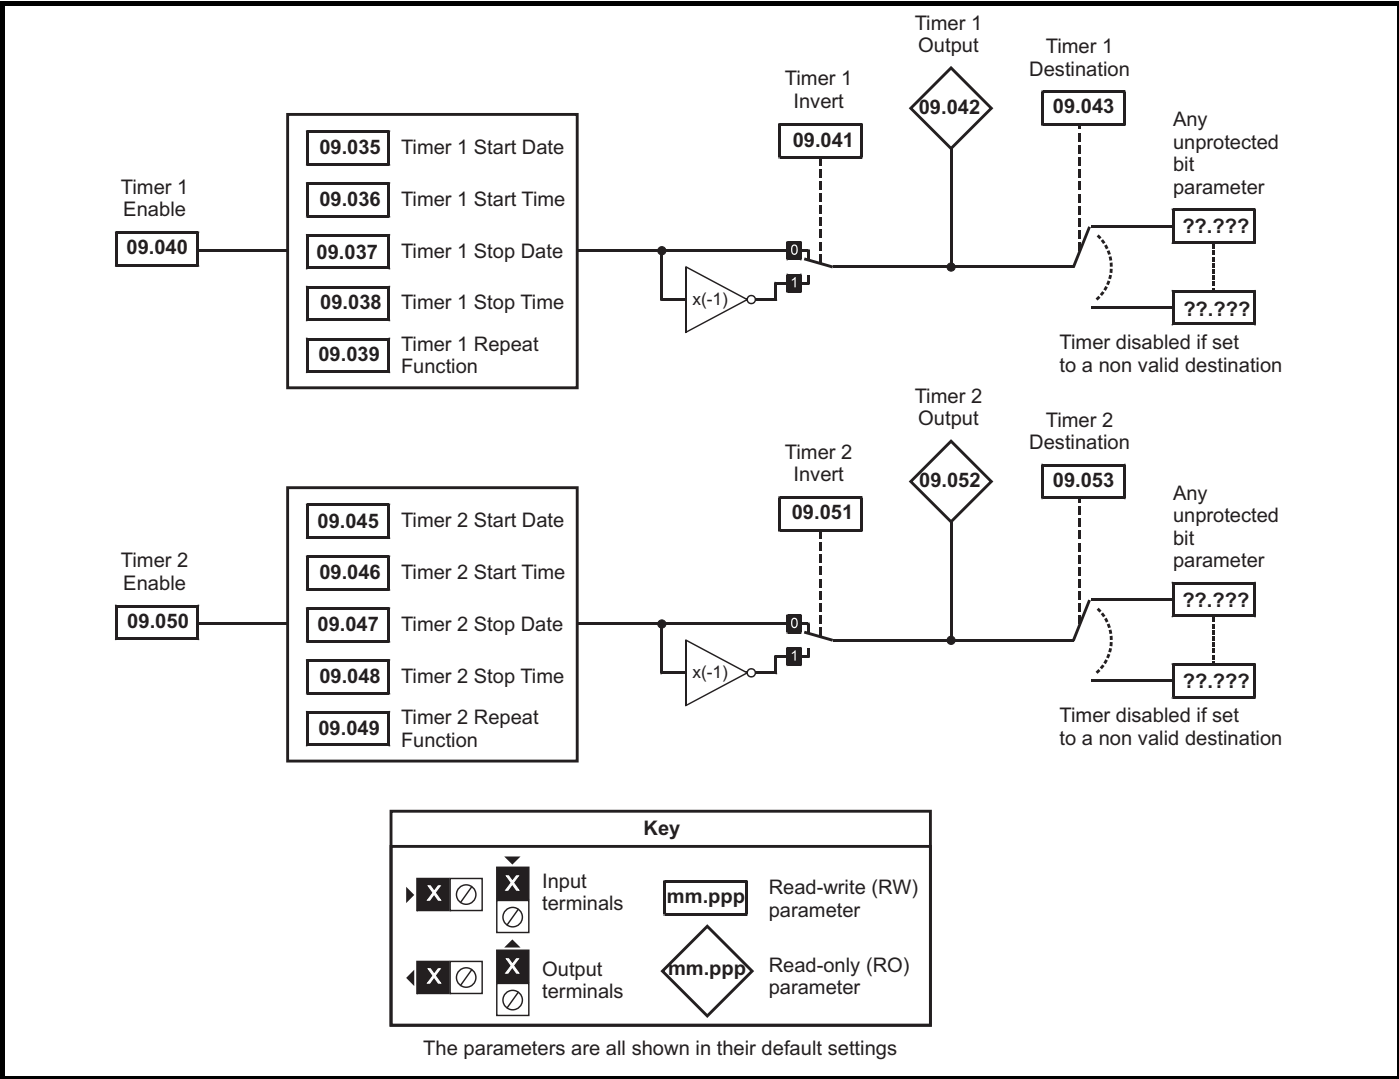 Timer 1
Output
Timer 1
Destination
Timer 1
Invert
09.042
09.043
Any
unprotected
bit
parameter
09.041
09.035 Timer 1 Start Date
Timer 1
Enable
09.036 Timer 1 Start Time
09.040
09.037 Timer 1 Stop Date
0
??.???
1
x(-1)
09.038 Timer 1 Stop Time
??.???
09.039 Timer 1 Repeat
Function
Timer disabled if set
to a non valid destination
Timer 2
Output
Timer 2
Destination
Timer 2
Invert
09.052
09.053
Any
unprotected
bit
parameter
09.051
09.045 Timer 2 Start Date
Timer 2
Enable
09.046 Timer 2 Start Time
09.050
09.047 Timer 2 Stop Date
0
??.???
1
x(-1)
09.048 Timer 2 Stop Time
??.???
09.049 Timer 2 Repeat
Function
Timer disabled if set
to a non valid destination
Key
X
X
Input
terminals
mm.ppp
Read-write (RW)
parameter
X
X
Output
terminals
mm.ppp
Read-only (RO)
parameter
The parameters are all shown in their default settings